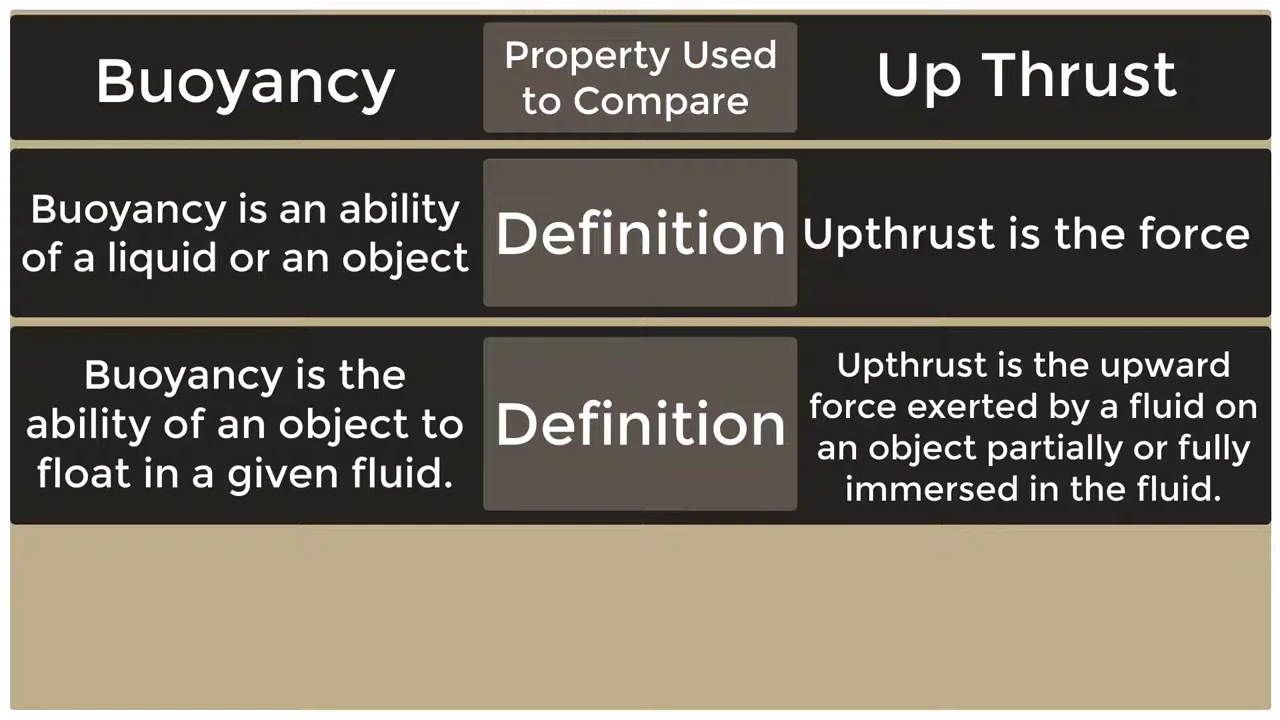 Buoyancy
Property Used
to Compare
Up Thrust
Buoyancy is an ability
of a liquid or an object
Definition
Upthrust is the force
Buoyancy is the
ability of an object to
float in a given fluid.
Definition
Upthrust is the upward
force exerted by a fluid on
an object partially or fully
immersed in the fluid.